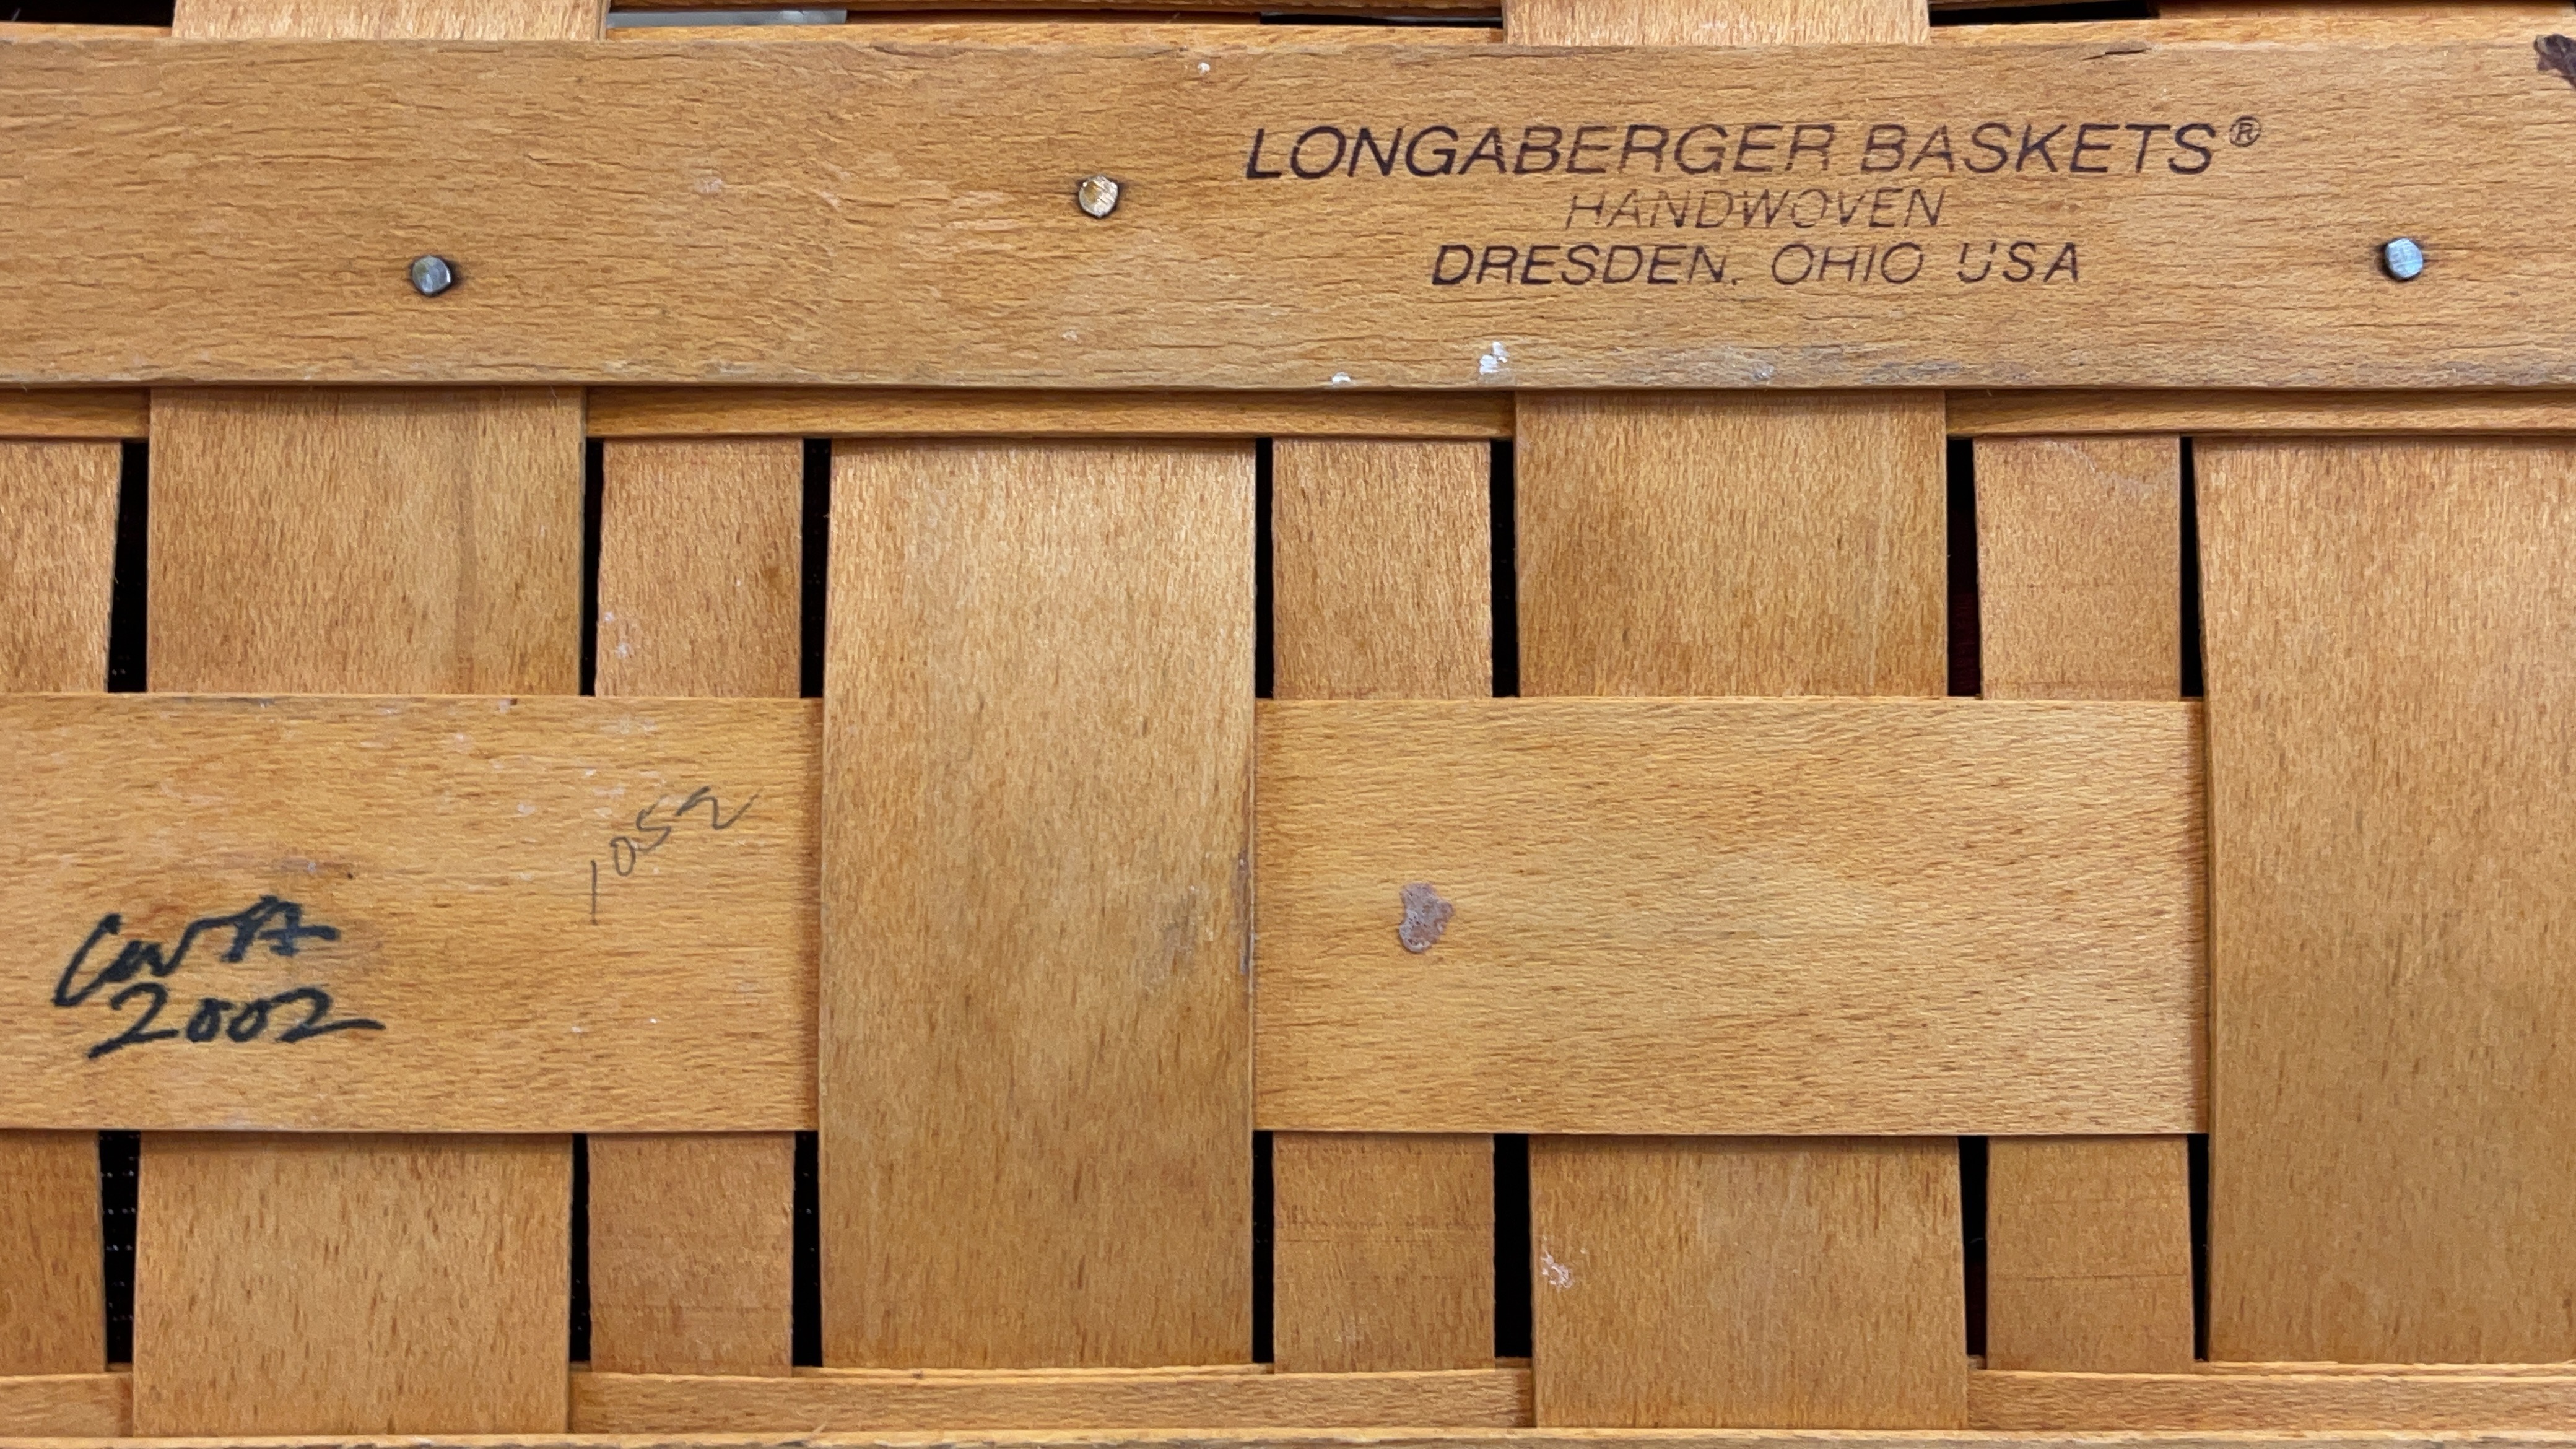 LONGABERGER BASKETS®
HANDWOVEN
DRESDEN, OHIO USA
1052
2002